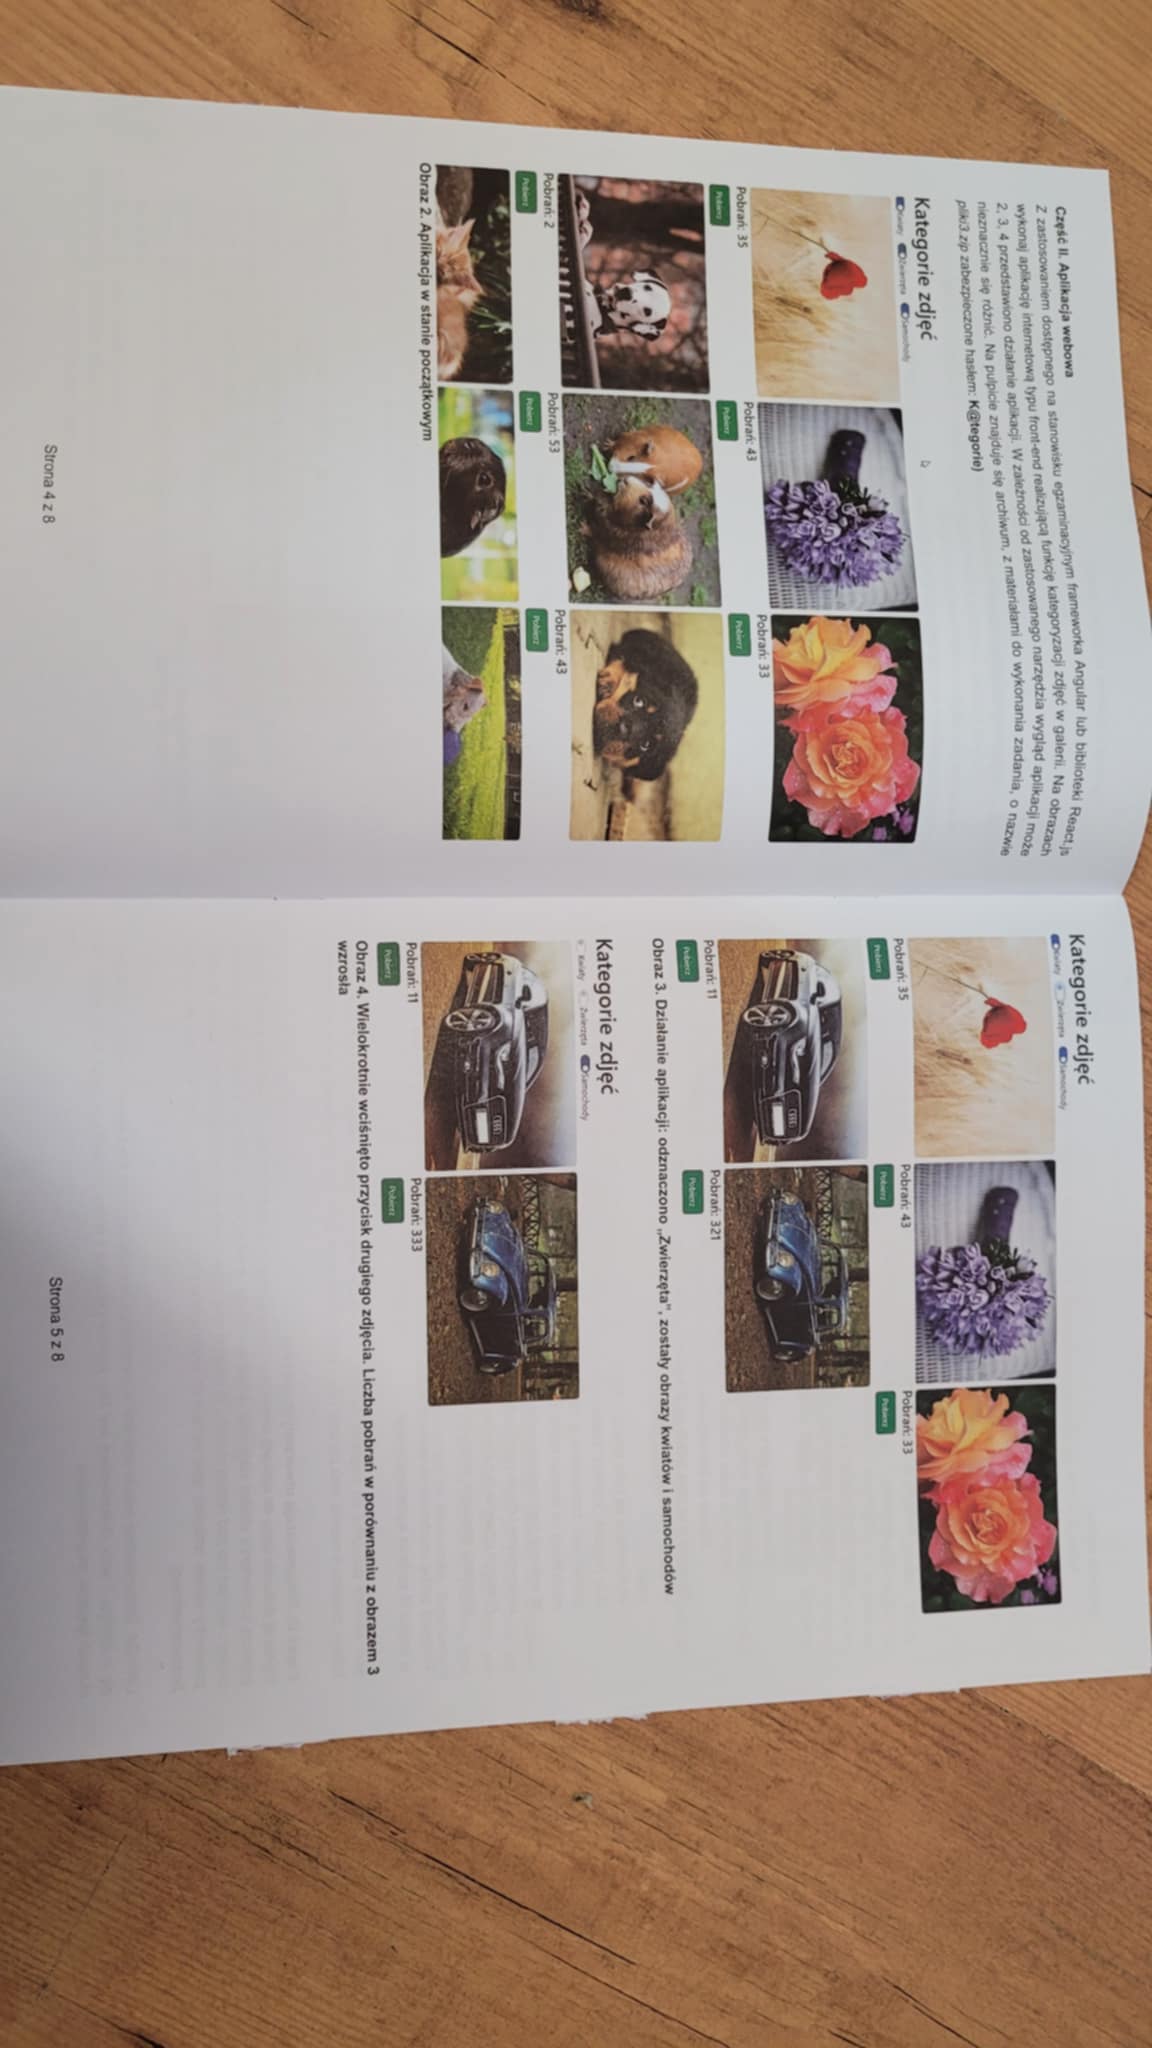 Część II. Aplikacja webowa
Z zastosowaniem dostępnego na stanowisku egzaminacyjnym frameworka Angular lub biblioteki React.js
wykonaj aplikację internetową typu front-end realizującą funkcję kategoryzacji zdjęć w galerii. Na obrazach
2, 3, 4 przedstawiono działanie aplikacji. W zależności od zastosowanego narzędzia wygląd aplikacji może
nieznacznie się różnić. Na pulpicie znajduje się archiwum, z materiałami do wykonania zadania, o nazwie
pliki3.zip zabezpieczone hasłem: K@tegorie)
Kategorie zdjęć
Kwiaty Zwierzęta Samochody
Pobrań: 35 Pobrań: 43 Pobrań: 33
Pobierz Pobierz Pobierz
Pobrań: 2 Pobrań: 53 Pobrań: 43
Pobierz Pobierz Pobierz
Obraz 2. Aplikacja w stanie początkowym
Strona 4 z 8
Kategorie zdjęć
Kwiaty Zwierzęta Samochody
Pobrań: 35 Pobrań: 43 Pobrań: 33
Pobierz Pobierz Pobierz
Pobrań: 11 Pobrań: 321
Pobierz Pobierz
Obraz 3. Działanie aplikacji: odznaczono „Zwierzęta”, zostały obrazy kwiatów i samochodów
Kategorie zdjęć
Kwiaty Zwierzęta Samochody
Pobrań: 11 Pobrań: 333
Pobierz Pobierz
Obraz 4. Wielokrotnie wciśnięto przycisk drugiego zdjęcia. Liczba pobrań w porównaniu z obrazem 3
wzrosła
Strona 5 z 8